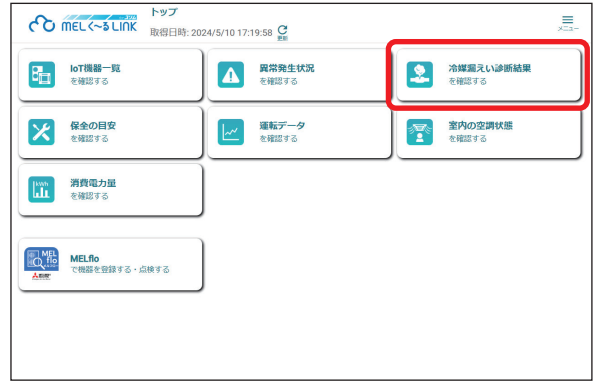 トップ
MELく～るLINK
取得日時: 2024/5/10 17:19:58
更新
メニュー
IoT機器一覧
を確認する
異常発生状況
を確認する
冷媒漏えい診断結果
を確認する
保全の目安
を確認する
運転データ
を確認する
室内の空調状態
を確認する
kWh
消費電力量
を確認する
MEL
flo
MELflo
で機器を登録する・点検する